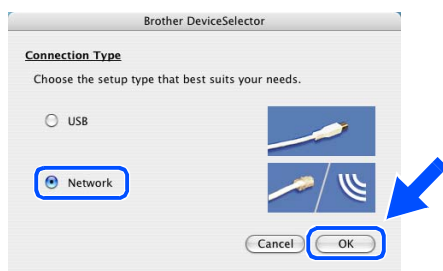 Brother DeviceSelector
Connection Type
Choose the setup type that best suits your needs.
USB
Network
Cancel OK